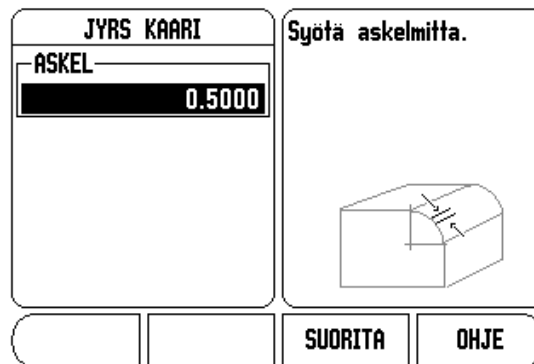 JYRS KAARI
ASKEL
0.5000
Syötä askelmitta.
SUORITA
OHJE